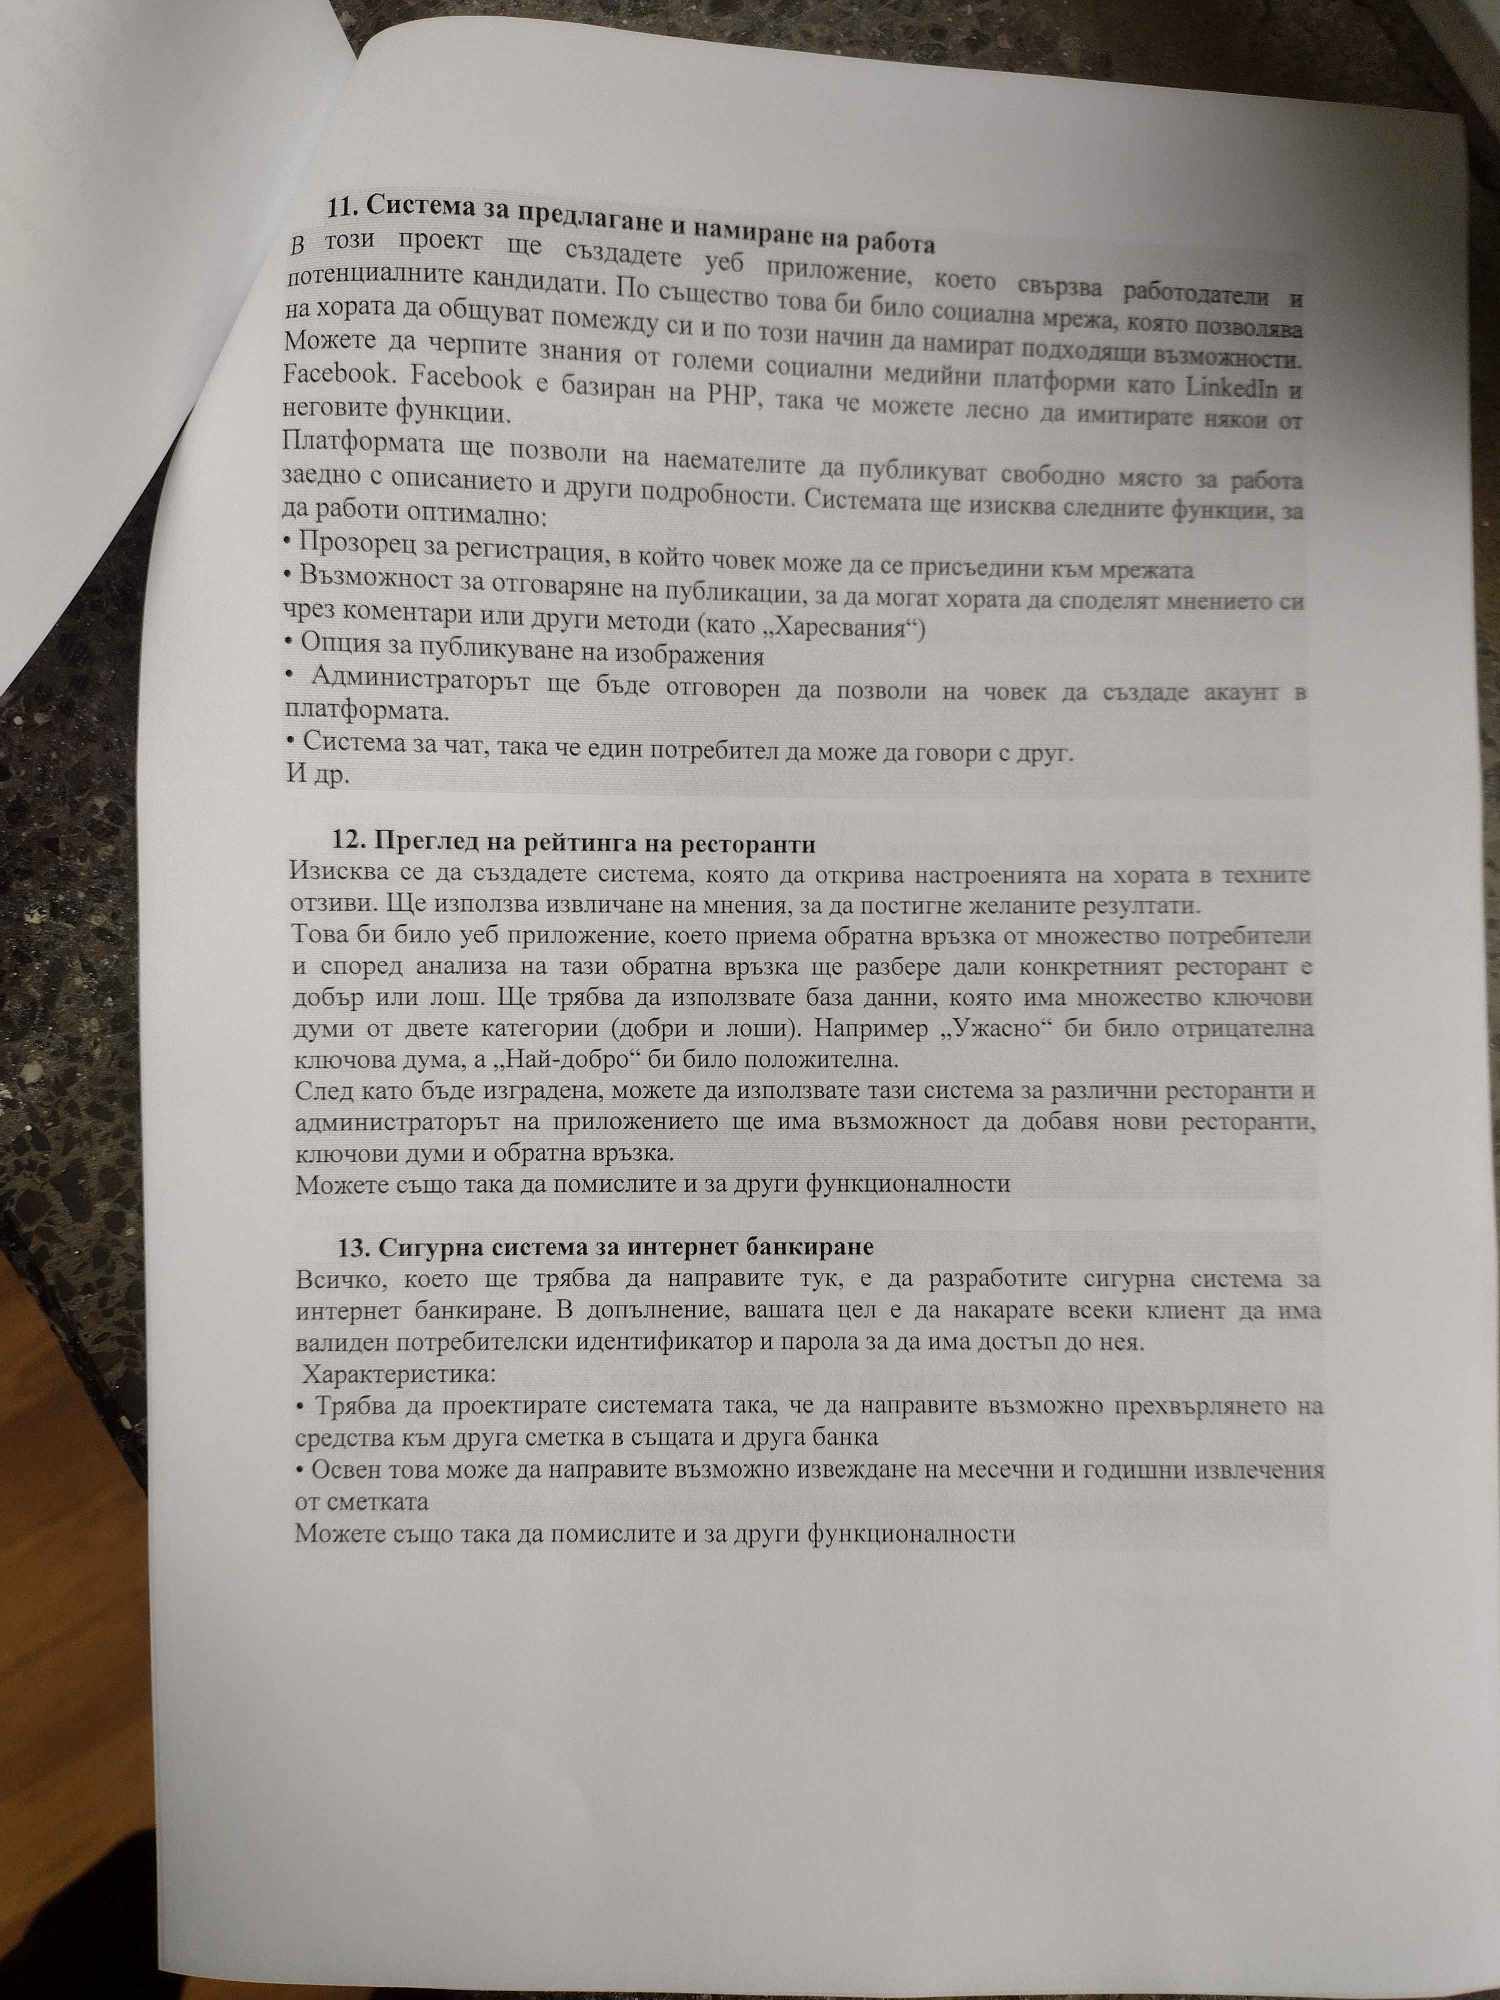 11. Система за предлагане и намиране на работа
В този проект ще създадете уеб приложение, което свързва работодатели и
потенциалните кандидати. По същество това би било социална мрежа, която позволява
на хората да общуват помежду си и по този начин да намират подходящи възможности.
Можете да черпите знания от големи социални медийни платформи като LinkedIn и
Facebook. Facebook е базиран на PHP, така че можете лесно да имитирате някои от
неговите функции.
Платформата ще позволи на наемателите да публикуват свободно място за работа
заедно с описанието и други подробности. Системата ще изисква следните функции, за
да работи оптимално:
• Прозорец за регистрация, в който човек може да се присъедини към мрежата
• Възможност за отговаряне на публикации, за да могат хората да споделят мнението си
чрез коментари или други методи (като „Харесвания“)
• Опция за публикуване на изображения
• Администраторът ще бъде отговорен да позволи на човек да създаде акаунт в
платформата.
• Система за чат, така че един потребител да може да говори с друг.
И др.
12. Преглед на рейтинга на ресторанти
Изисква се да създадете система, която да открива настроенията на хората в техните
отзиви. Ще използва извличане на мнения, за да постигне желаните резултати.
Това би било уеб приложение, което приема обратна връзка от множество потребители
и според анализа на тази обратна връзка ще разбере дали конкретният ресторант е
добър или лош. Ще трябва да използвате база данни, която има множество ключови
думи от двете категории (добри и лоши). Например „Ужасно“ би било отрицателна
ключова дума, а „Най-добро“ би било положителна.
След като бъде изградена, можете да използвате тази система за различни ресторанти и
администраторът на приложението ще има възможност да добавя нови ресторанти,
ключови думи и обратна връзка.
Можете също така да помислите и за други функционалности
13. Сигурна система за интернет банкиране
Всичко, което ще трябва да направите тук, е да разработите сигурна система за
интернет банкиране. В допълнение, вашата цел е да накарате всеки клиент да има
валиден потребителски идентификатор и парола за да има достъп до нея.
Характеристика:
• Трябва да проектирате системата така, че да направите възможно прехвърлянето на
средства към друга сметка в същата и друга банка
• Освен това може да направите възможно извеждане на месечни и годишни извлечения
от сметката
Можете също така да помислите и за други функционалности